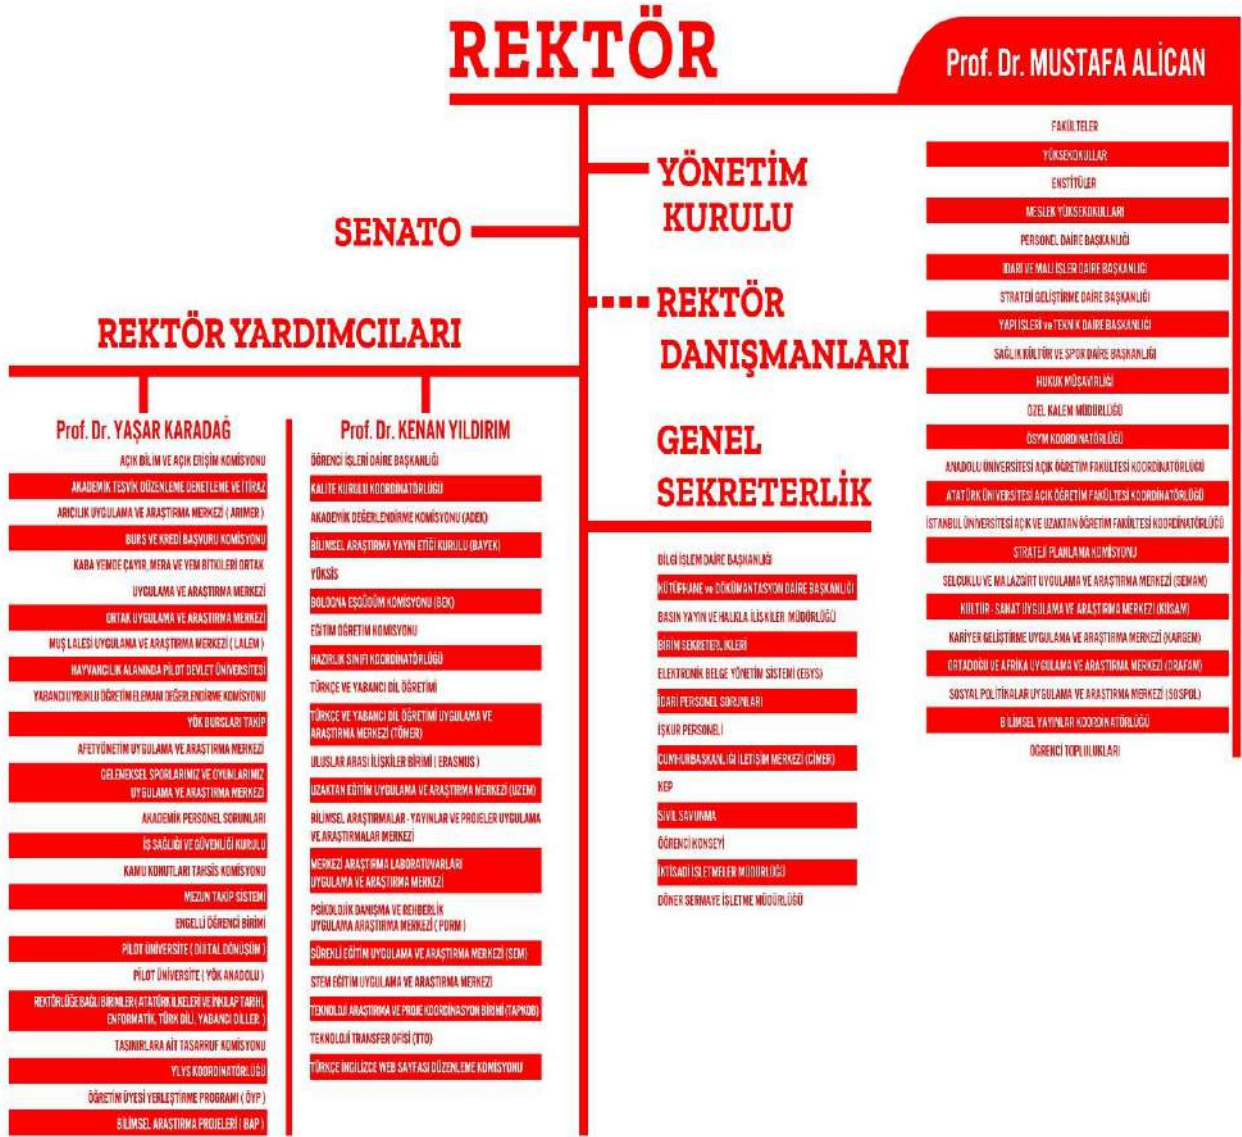 REKTÖR
Prof. Dr. MUSTAFA ALİCAN
FAKÜLTELER
YÜKSEKOKULLAR
ENSTİTÜLER
MESLEK YÜKSEKOKULLARI
PERSONEL DAİRE BAŞKANLIĞI
İDARİ VE MALİ İŞLER DAİRE BAŞKANLIĞI
STRATEJİ GELİŞTİRME DAİRE BAŞKANLIĞI
YAPI İŞLERİ ve TEKNİK DAİRE BAŞKANLIĞI
SAĞLIK KÜLTÜR VE SPOR DAİRE BAŞKANLIĞI
HUKUK MÜŞAVİRLİĞİ
ÖZEL KALEM MÜDÜRLÜĞÜ
ÖSYM KOORDİNATÖRLÜĞÜ
ANADOLU ÜNİVERSİTESİ AÇIK ÖĞRETİM FAKÜLTESİ KOORDİNATÖRLÜĞÜ
ATATÜRK ÜNİVERSİTESİ AÇIK ÖĞRETİM FAKÜLTESİ KOORDİNATÖRLÜĞÜ
İSTANBUL ÜNİVERSİTESİ AÇIK VE UZAKTAN ÖĞRETİM FAKÜLTESİ KOORDİNATÖRLÜĞÜ
STRATEJİ PLANLAMA KOMİSYONU
SELÇUKLU VE MALAZGİRT UYGULAMA VE ARAŞTIRMA MERKEZİ (SEMAM)
KÜLTÜR - SANAT UYGULAMA VE ARAŞTIRMA MERKEZİ (KÜSAM)
KARİYER GELİŞTİRME UYGULAMA VE ARAŞTIRMA MERKEZİ (KARGEM)
ORTADOĞU VE AFRİKA UYGULAMA VE ARAŞTIRMA MERKEZİ (ORAFAM)
SOSYAL POLİTİKALAR UYGULAMA VE ARAŞTIRMA MERKEZİ (SOSPOL)
BİLİMSEL YAYINLAR KOORDİNATÖRLÜĞÜ
ÖĞRENCİ TOPLULUKLARI
YÖNETİM
KURULU
SENATO
REKTÖR
DANIŞMANLARI
GENEL
SEKRETERLİK
BİLGİ İŞLEM DAİRE BAŞKANLIĞI
KÜTÜPHANE ve DÖKÜMANTASYON DAİRE BAŞKANLIĞI
BASIN YAYIN VE HALKLA İLİŞKİLER MÜDÜRLÜĞÜ
BİRİM SEKRETERLİKLERİ
ELEKTRONİK BELGE YÖNETİM SİSTEMİ (EBYS)
İDARİ PERSONEL SORUNLARI
İŞKUR PERSONELİ
CUMHURBAŞKANLIĞI İLETİŞİM MERKEZİ (CİMER)
KEP
SİVİL SAVUNMA
ÖĞRENCİ KONSEYİ
İKTİSADİ İŞLETMELER MÜDÜRLÜĞÜ
DÖNER SERMAYE İŞLETME MÜDÜRLÜĞÜ
REKTÖR YARDIMCILARI
Prof. Dr. YAŞAR KARADAĞ
AÇIK BİLİM VE AÇIK ERİŞİM KOMİSYONU
AKADEMİK TEŞVİK DÜZENLEME DENETLEME VE İTİRAZ
ARICILIK UYGULAMA VE ARAŞTIRMA MERKEZİ ( ARIMER )
BURS VE KREDİ BAŞVURU KOMİSYONU
KABA YEMDE ÇAYIR, MERA VE YEM BİTKİLERİ ORTAK
UYGULAMA VE ARAŞTIRMA MERKEZİ
ORTAK UYGULAMA VE ARAŞTIRMA MERKEZİ
MUŞ LALESİ UYGULAMA VE ARAŞTIRMA MERKEZİ ( LALEM )
HAYVANCILIK ALANINDA PİLOT DEVLET ÜNİVERSİTESİ
YABANCI UYRUKLU ÖĞRETİM ELEMANI DEĞERLENDİRME KOMİSYONU
YÖK BURSLARI TAKİP
AFETYÖNETİM UYGULAMA VE ARAŞTIRMA MERKEZİ
GELENEKSEL SPORLARIMIZ VE OYUNLARIMIZ
UYGULAMA VE ARAŞTIRMA MERKEZİ
AKADEMİK PERSONEL SORUNLARI
İŞ SAĞLIĞI VE GÜVENLİĞİ KURULU
KAMU KONUTLARI TAHSİS KOMİSYONU
MEZUN TAKİP SİSTEMİ
ENGELLİ ÖĞRENCİ BİRİMİ
PİLOT ÜNİVERSİTE ( DİJİTAL DÖNÜŞÜM )
PİLOT ÜNİVERSİTE ( YÖK ANADOLU )
REKTÖRLÜĞE BAĞLI BİRİMLER ( ATATÜRK İLKELERİ VE İNKILAP TARİHİ,
ENFORMATİK, TÜRK DİLİ, YABANCI DİLLER )
TAŞINIRLARA AİT TASARRUF KOMİSYONU
YLYS KOORDİNATÖRLÜĞÜ
ÖĞRETİM ÜYESİ YERLEŞTİRME PROGRAMI ( ÖYP )
BİLİMSEL ARAŞTIRMA PROJELERİ ( BAP )
Prof. Dr. KENAN YILDIRIM
ÖĞRENCİ İŞLERİ DAİRE BAŞKANLIĞI
KALİTE KURULU KOORDİNATÖRLÜĞÜ
AKADEMİK DEĞERLENDİRME KOMİSYONU (ADEK)
BİLİMSEL ARAŞTIRMA YAYIN ETİĞİ KURULU (BAYEK)
YÖKSİS
BOLOGNA EŞGÜDÜM KOMİSYONU (BEK)
EĞİTİM ÖĞRETİM KOMİSYONU
HAZIRLIK SINIFI KOORDİNATÖRLÜĞÜ
TÜRKÇE VE YABANCI DİL ÖĞRETİMİ
TÜRKÇE VE YABANCI DİL ÖĞRETİMİ UYGULAMA VE
ARAŞTIRMA MERKEZİ (TÖMER)
ULUSLAR ARASI İLİŞKİLER BİRİMİ ( ERASMUS )
UZAKTAN EĞİTİM UYGULAMA VE ARAŞTIRMA MERKEZİ (UZEM)
BİLİMSEL ARAŞTIRMALAR - YAYINLAR VE PROJELER UYGULAMA
VE ARAŞTIRMALAR MERKEZİ
MERKEZİ ARAŞTIRMA LABORATUVARLARI
UYGULAMA VE ARAŞTIRMA MERKEZİ
PSİKOLOJİK DANIŞMA VE REHBERLİK
UYGULAMA ARAŞTIRMA MERKEZİ ( PDRM )
SÜREKLİ EĞİTİM UYGULAMA VE ARAŞTIRMA MERKEZİ (SEM)
STEM EĞİTİM UYGULAMA VE ARAŞTIRMA MERKEZİ
TEKNOLOJİ ARAŞTIRMA VE PROJE KOORDİNASYON BİRİMİ (TAPKOB)
TEKNOLOJİ TRANSFER OFİSİ (TTO)
TÜRKÇE İNGİLİZCE WEB SAYFASI DÜZENLEME KOMİSYONU